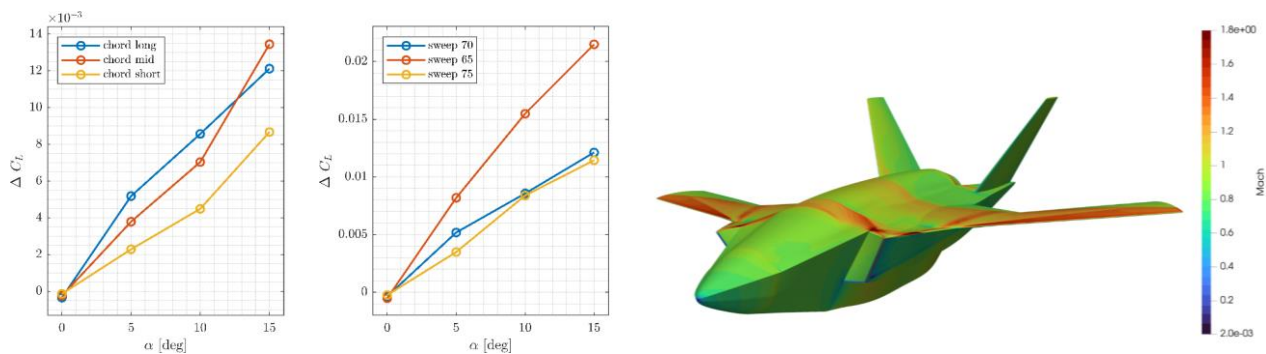 ×10⁻³
14
12
10
8
6
4
2
0
Δ C_L
chord long
chord mid
chord short
0 5 10 15
α [deg]
0.02
0.015
0.01
0.005
0
Δ C_L
sweep 70
sweep 65
sweep 75
0 5 10 15
α [deg]
1.8e+00
1.6
1.4
1.2
1
0.8
0.6
0.4
0.2
2.0e-03
Mach